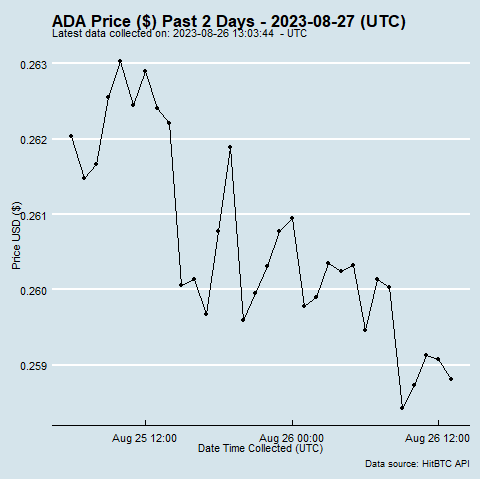 ADA Price ($) Past 2 Days - 2023-08-27 (UTC)
Latest data collected on: 2023-08-26 13:03:44  - UTC
0.263
0.262
0.261
0.260
0.259
Price USD ($)
Aug 25 12:00
Aug 26 00:00
Aug 26 12:00
Date Time Collected (UTC)
Data source: HitBTC API